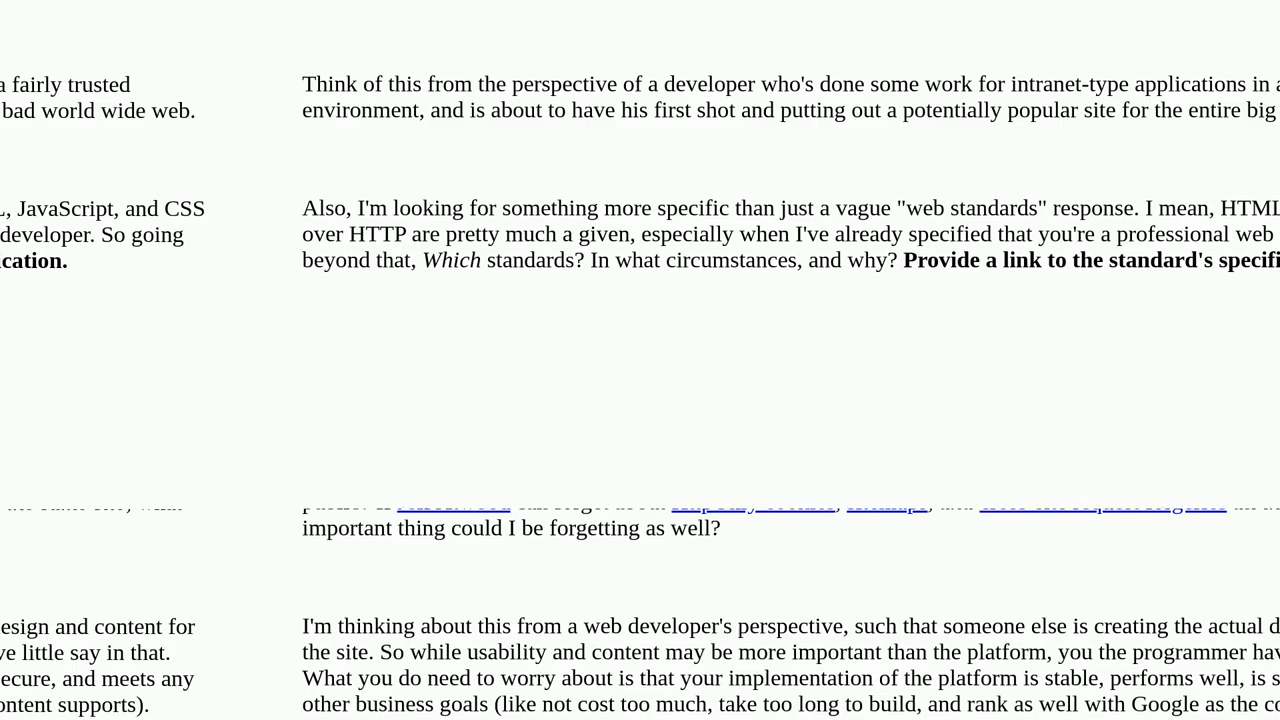 fairly trusted
bad world wide web.
L, JavaScript, and CSS
developer. So going
ication.
esign and content for
ve little say in that.
ecure, and meets any
ontent supports).
Think of this from the perspective of a developer who's done some work for intranet-type applications in a
environment, and is about to have his first shot and putting out a potentially popular site for the entire big
Also, I'm looking for something more specific than just a vague "web standards" response. I mean, HTML
over HTTP are pretty much a given, especially when I've already specified that you're a professional web
beyond that, Which standards? In what circumstances, and why? Provide a link to the standard's specifi
important thing could I be forgetting as well?
I'm thinking about this from a web developer's perspective, such that someone else is creating the actual d
the site. So while usability and content may be more important than the platform, you the programmer hav
What you do need to worry about is that your implementation of the platform is stable, performs well, is s
other business goals (like not cost too much, take too long to build, and rank as well with Google as the co